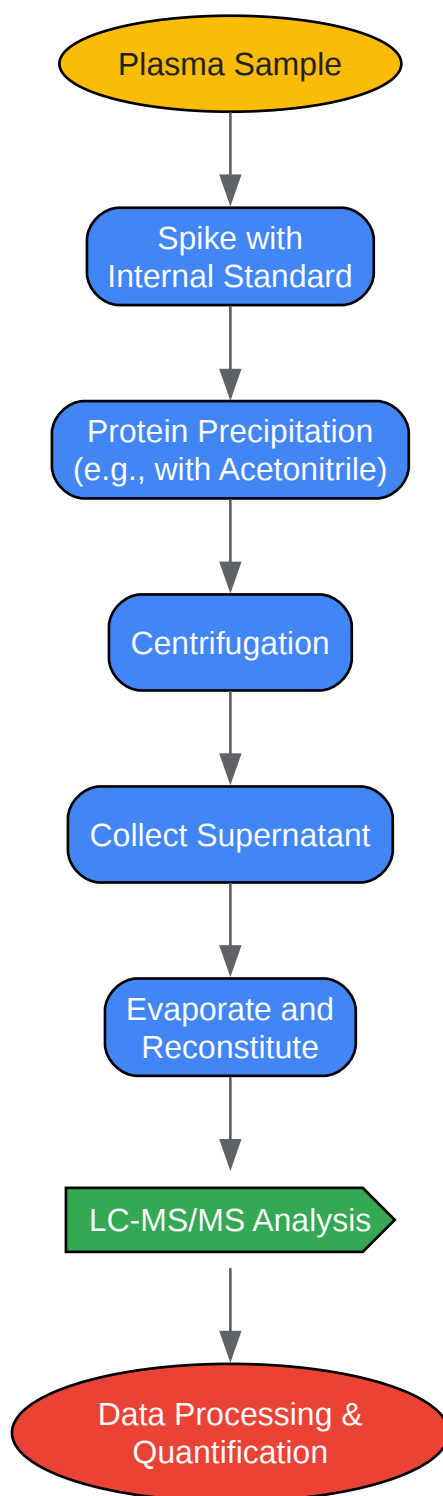 Plasma Sample
Spike with
Internal Standard
Protein Precipitation
(e.g., with Acetonitrile)
Centrifugation
Collect Supernatant
Evaporate and
Reconstitute
LC-MS/MS Analysis
Data Processing &
Quantification